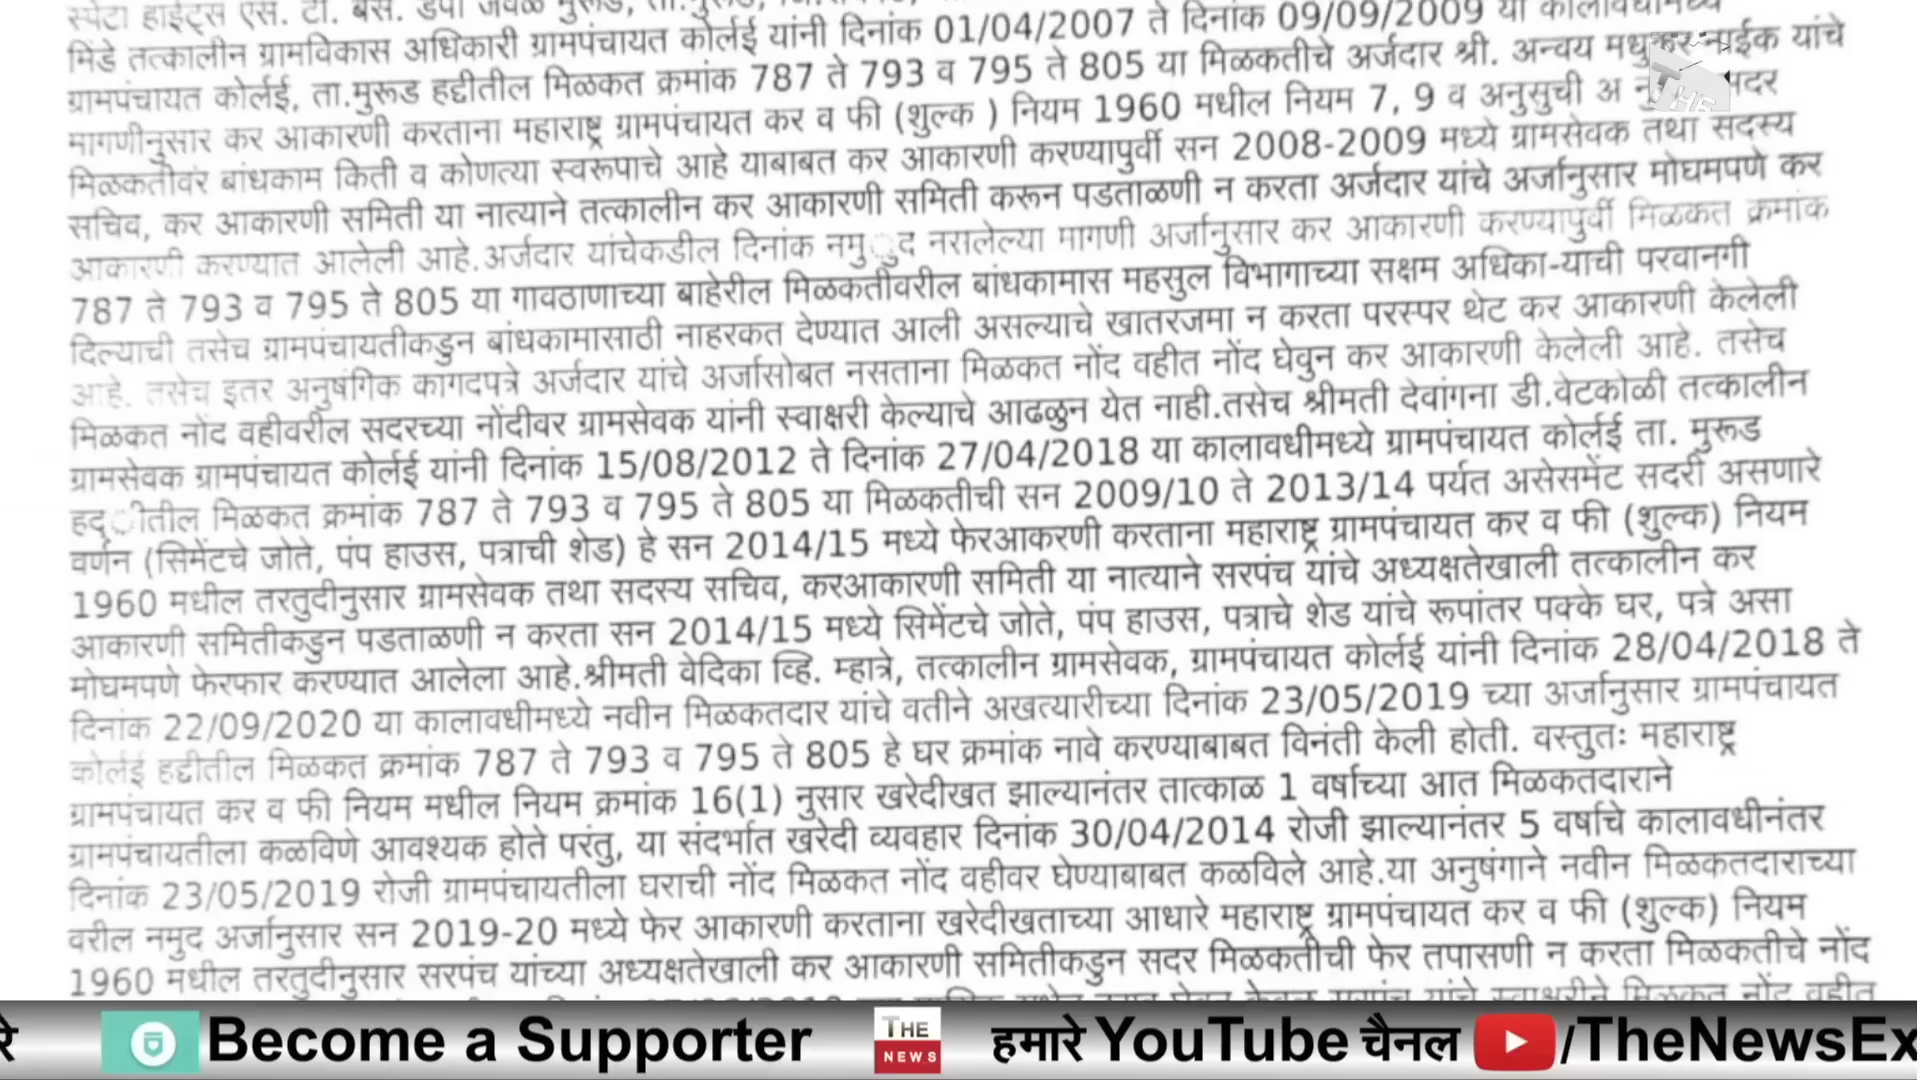 स्पेटा हाईट्स एस. टी. बस. डेपो जवळ मुरूड,
मिंडे तत्कालीन ग्रामविकास अधिकारी ग्रामपंचायत कोर्लई यांनी दिनांक 01/04/2007 ते दिनांक 09/09/2009 या कालावधीमध्ये
ग्रामपंचायत कोर्लई, ता.मुरूड हद्दीतील मिळकत क्रमांक 787 ते 793 व 795 ते 805 या मिळकतीचे अर्जदार श्री. अन्वय मधुकर नाईक यांचे
मागणीनुसार कर आकारणी करताना महाराष्ट्र ग्रामपंचायत कर व फी (शुल्क ) नियम 1960 मधील नियम 7, 9 व अनुसुची अ सदर
मिळकतीवर बांधकाम किती व कोणत्या स्वरूपाचे आहे याबाबत कर आकारणी करण्यापुर्वी सन 2008-2009 मध्ये ग्रामसेवक तथा सदस्य
सचिव, कर आकारणी समिती या नात्याने तत्कालीन कर आकारणी समिती करून पडताळणी न करता अर्जदार यांचे अर्जानुसार मोघमपणे कर
आकारणी करण्यात आलेली आहे.अर्जदार यांचेकडील दिनांक नमुुद नसलेल्या मागणी अर्जानुसार कर आकारणी करण्यापुर्वी मिळकत क्रमांक
787 ते 793 व 795 ते 805 या गावठाणाच्या बाहेरील मिळकतीवरील बांधकामास महसुल विभागाच्या सक्षम अधिका-याची परवानगी
दिल्याची तसेच ग्रामपंचायतीकडुन बांधकामासाठी नाहरकत देण्यात आली असल्याचे खातरजमा न करता परस्पर थेट कर आकारणी केलेली
आहे. तसेच इतर अनुषंगिक कागदपत्रे अर्जदार यांचे अर्जासोबत नसताना मिळकत नोंद वहीत नोंद घेवुन कर आकारणी केलेली आहे. तसेच
मिळकत नोंद वहीवरील सदरच्या नोंदीवर ग्रामसेवक यांनी स्वाक्षरी केल्याचे आढळुन येत नाही.तसेच श्रीमती देवांगना डी.वेटकोळी तत्कालीन
ग्रामसेवक ग्रामपंचायत कोर्लई यांनी दिनांक 15/08/2012 ते दिनांक 27/04/2018 या कालावधीमध्ये ग्रामपंचायत कोर्लई ता. मुरूड
हद्ीतील मिळकत क्रमांक 787 ते 793 व 795 ते 805 या मिळकतीची सन 2009/10 ते 2013/14 पर्यत असेसमेंट सदरी असणारे
वर्णन (सिमेंटचे जोते, पंप हाउस, पत्राची शेड) हे सन 2014/15 मध्ये फेरआकरणी करताना महाराष्ट्र ग्रामपंचायत कर व फी (शुल्क) नियम
1960 मधील तरतुदीनुसार ग्रामसेवक तथा सदस्य सचिव, करआकारणी समिती या नात्याने सरपंच यांचे अध्यक्षतेखाली तत्कालीन कर
आकारणी समितीकडुन पडताळणी न करता सन 2014/15 मध्ये सिमेंटचे जोते, पंप हाउस, पत्राचे शेड यांचे रूपांतर पक्के घर, पत्रे असा
मोघमपणे फेरफार करण्यात आलेला आहे.श्रीमती वेदिका व्हि. म्हात्रे, तत्कालीन ग्रामसेवक, ग्रामपंचायत कोर्लई यांनी दिनांक 28/04/2018 ते
दिनांक 22/09/2020 या कालावधीमध्ये नवीन मिळकतदार यांचे वतीने अखत्यारीच्या दिनांक 23/05/2019 च्या अर्जानुसार ग्रामपंचायत
कोर्लई हद्दीतील मिळकत क्रमांक 787 ते 793 व 795 ते 805 हे घर क्रमांक नावे करण्याबाबत विनंती केली होती. वस्तुतः महाराष्ट्र
ग्रामपंचायत कर व फी नियम मधील नियम क्रमांक 16(1) नुसार खरेदीखत झाल्यानंतर तात्काळ 1 वर्षाच्या आत मिळकतदाराने
ग्रामपंचायतीला कळविणे आवश्यक होते परंतु, या संदर्भात खरेदी व्यवहार दिनांक 30/04/2014 रोजी झाल्यानंतर 5 वर्षाचे कालावधीनंतर
दिनांक 23/05/2019 रोजी ग्रामपंचायतीला घराची नोंद मिळकत नोंद वहीवर घेण्याबाबत कळविले आहे.या अनुषंगाने नवीन मिळकतदाराच्या
वरील नमुद अर्जानुसार सन 2019-20 मध्ये फेर आकारणी करताना खरेदीखताच्या आधारे महाराष्ट्र ग्रामपंचायत कर व फी (शुल्क) नियम
1960 मधील तरतुदीनुसार सरपंच यांच्या अध्यक्षतेखाली कर आकारणी समितीकडुन सदर मिळकतीची फेर तपासणी न करता मिळकतीचे नोंद
रे Become a Supporter THE NEWS हमारे YouTube चैनल /TheNewsEx